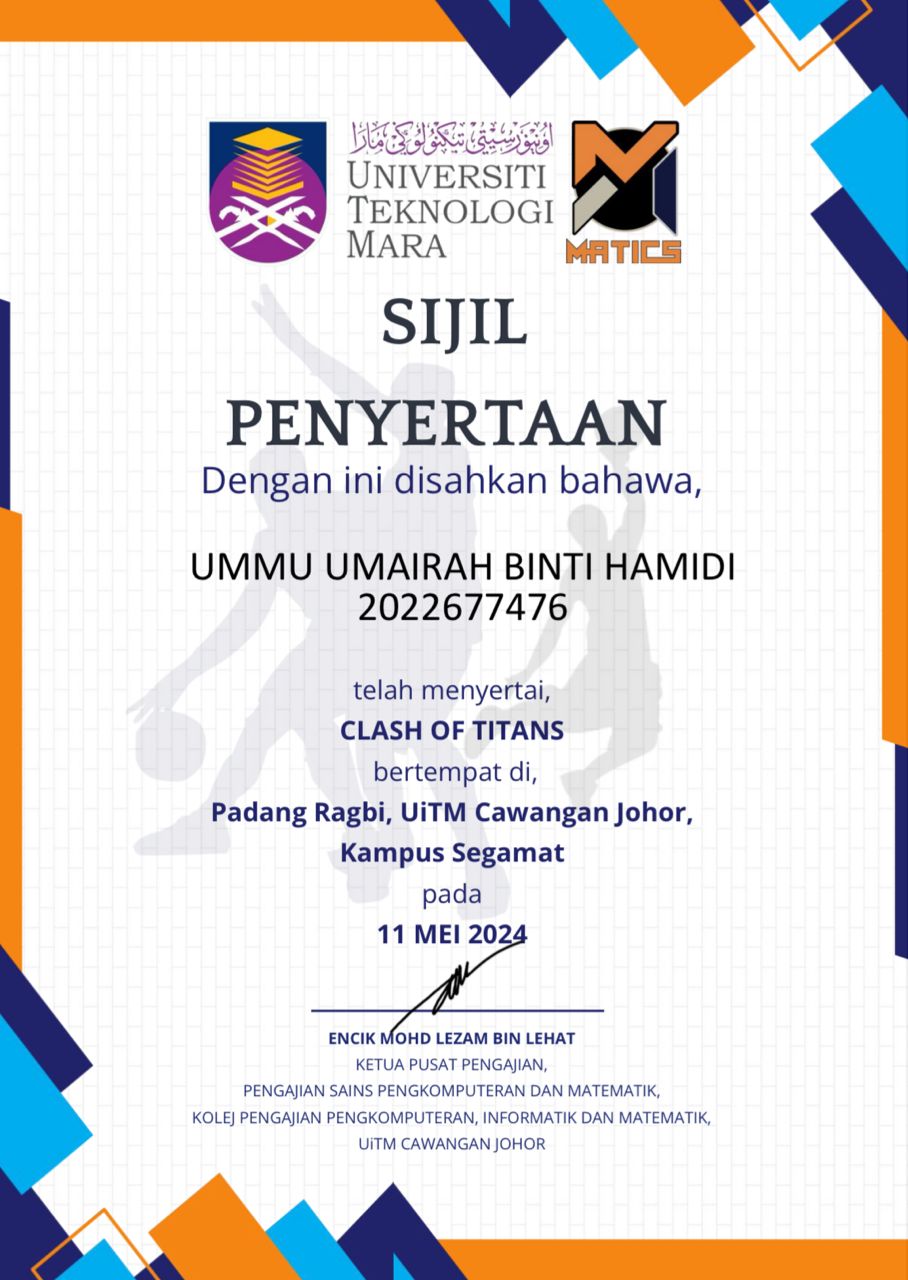 اونيۏرسيتي تيكنولوڬي مارا
UNIVERSITI
TEKNOLOGI
MARA
MATICS
SIJIL
PENYERTAAN
Dengan ini disahkan bahawa,
UMMU UMAIRAH BINTI HAMIDI
2022677476
telah menyertai,
CLASH OF TITANS
bertempat di,
Padang Ragbi, UiTM Cawangan Johor,
Kampus Segamat
pada
11 MEI 2024
ENCIK MOHD LEZAM BIN LEHAT
KETUA PUSAT PENGAJIAN,
PENGAJIAN SAINS PENGKOMPUTERAN DAN MATEMATIK,
KOLEJ PENGAJIAN PENGKOMPUTERAN, INFORMATIK DAN MATEMATIK,
UiTM CAWANGAN JOHOR